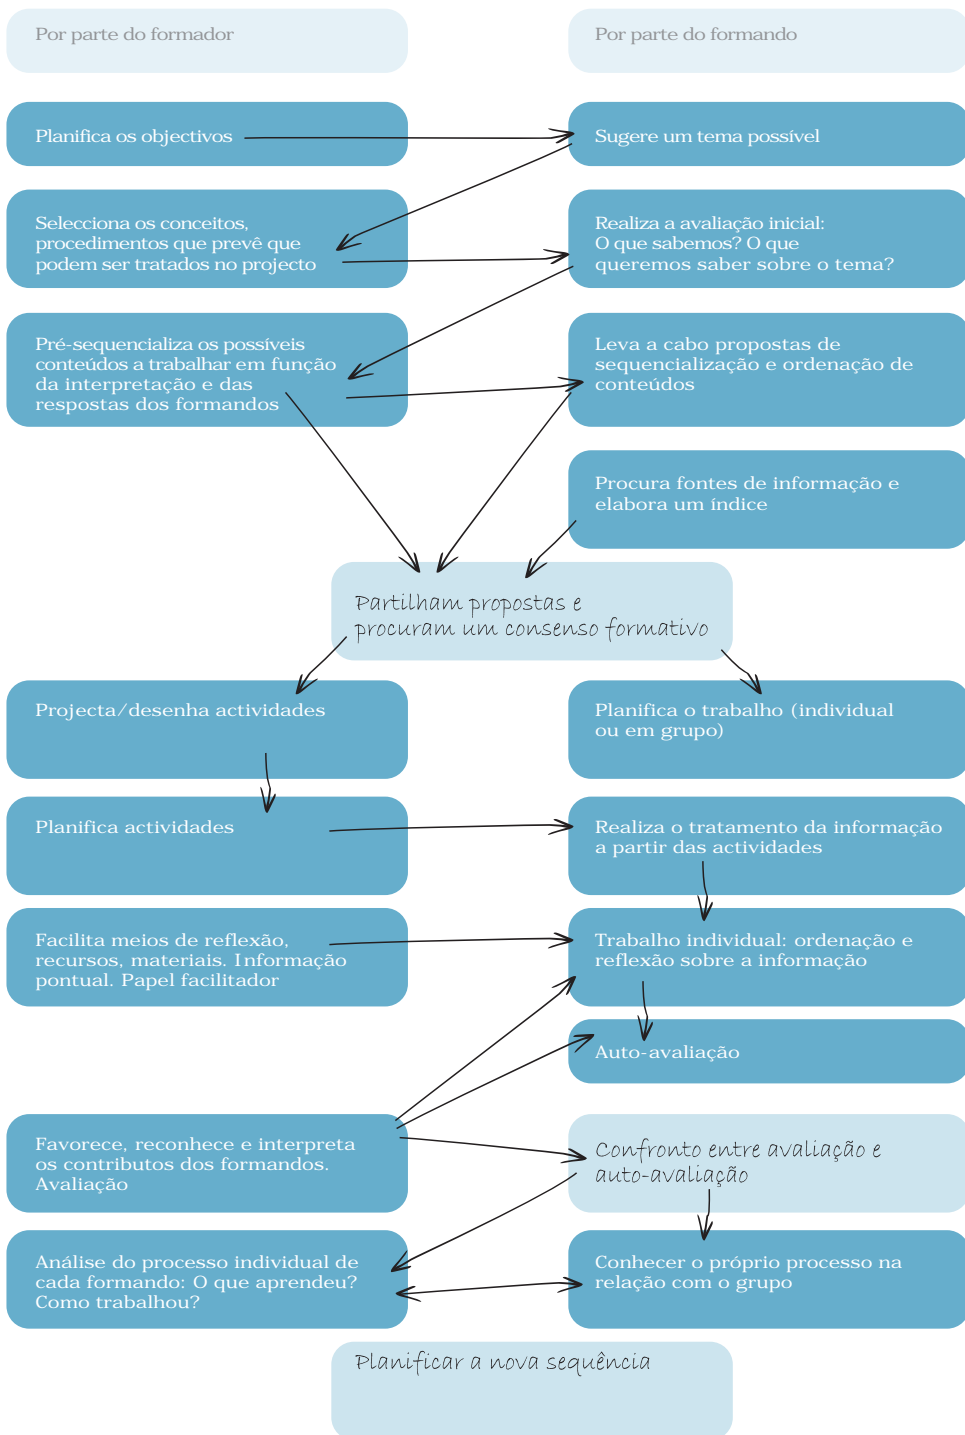 Por parte do formador
Por parte do formando
Planifica os objectivos
Sugere um tema possível
Selecciona os conceitos,
procedimentos que prevê que
podem ser tratados no projecto
Realiza a avaliação inicial:
O que sabemos? O que
queremos saber sobre o tema?
Pré-sequencializa os possíveis
conteúdos a trabalhar em função
da interpretação e das
respostas dos formandos
Leva a cabo propostas de
sequencialização e ordenação de
conteúdos
Procura fontes de informação e
elabora um índice
Partilham propostas e
procuram um consenso formativo
Projecta/desenha actividades
Planifica o trabalho (individual
ou em grupo)
Planifica actividades
Realiza o tratamento da informação
a partir das actividades
Facilita meios de reflexão,
recursos, materiais. Informação
pontual. Papel facilitador
Trabalho individual: ordenação e
reflexão sobre a informação
Auto-avaliação
Favorece, reconhece e interpreta
os contributos dos formandos.
Avaliação
Confronto entre avaliação e
auto-avaliação
Análise do processo individual de
cada formando: O que aprendeu?
Como trabalhou?
Conhecer o próprio processo na
relação com o grupo
Planificar a nova sequência